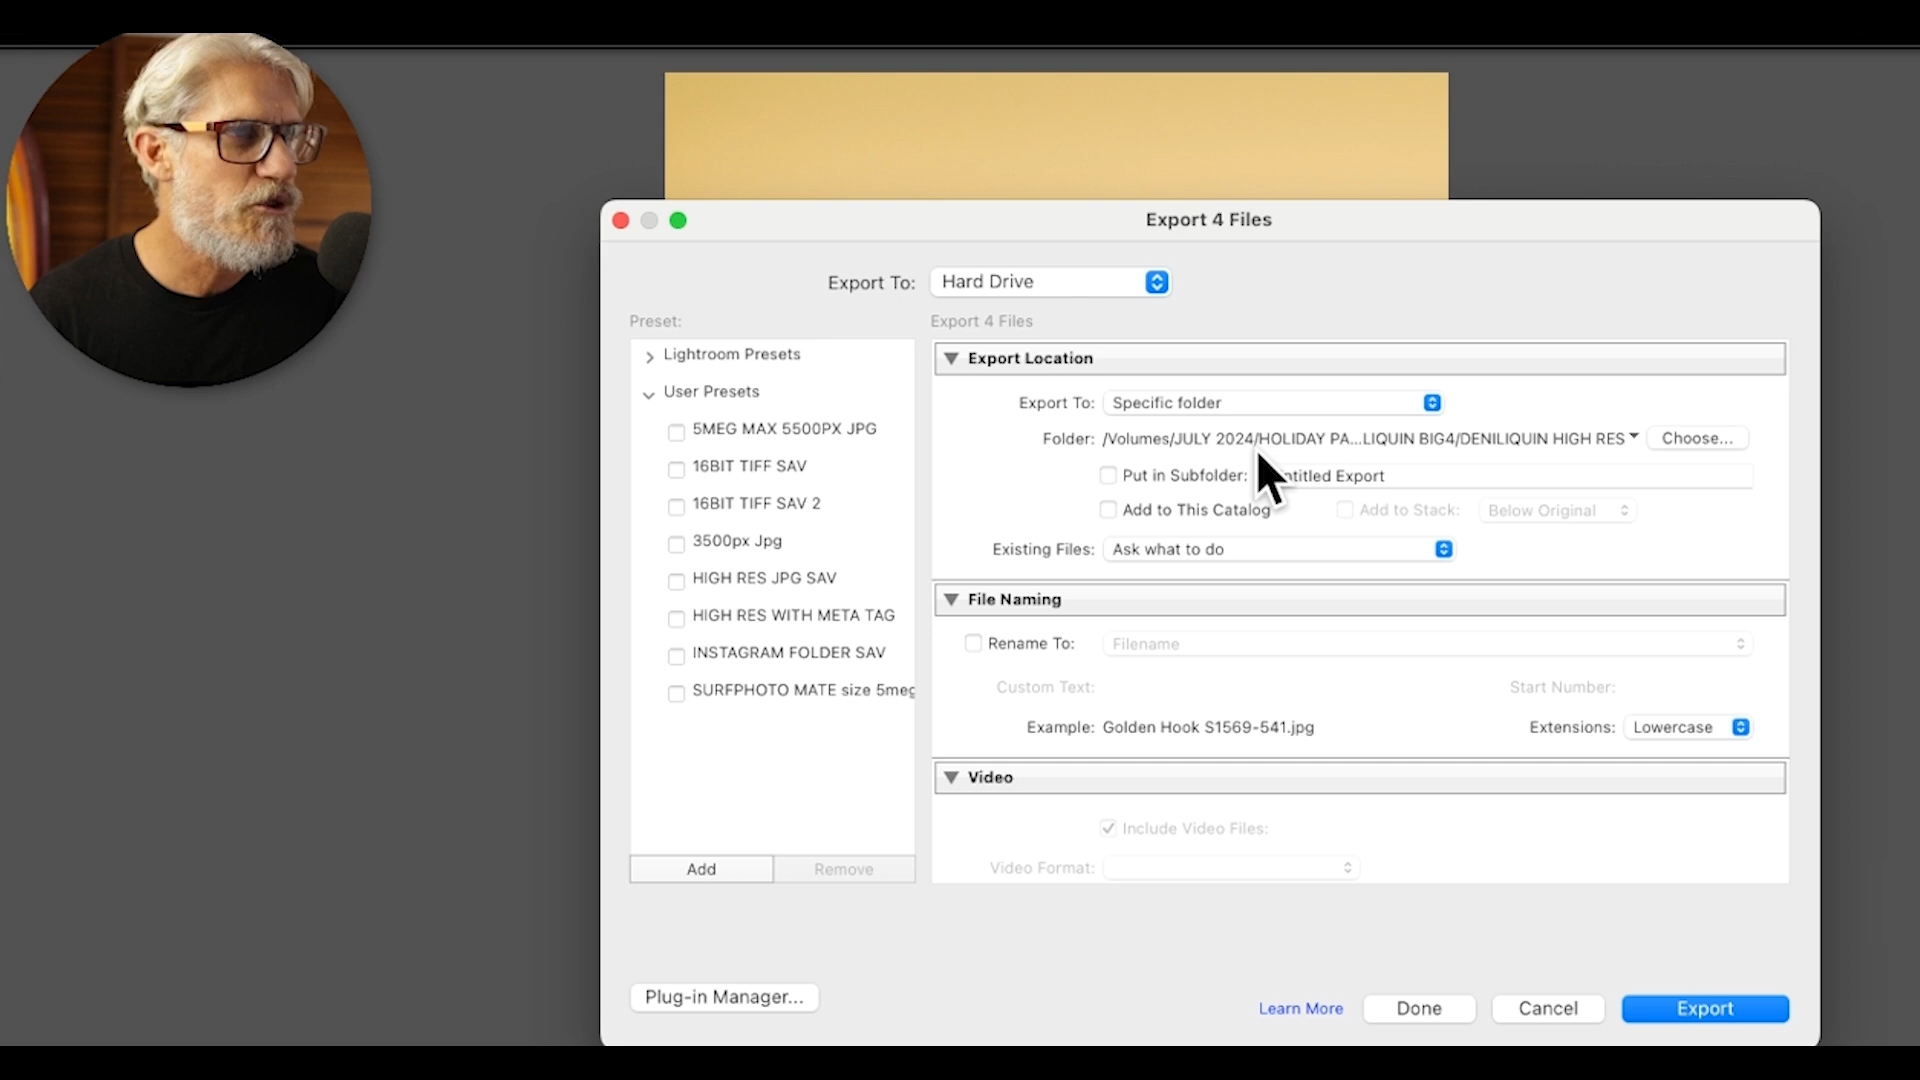 Export 4 Files
Export To: Hard Drive
Preset:
Export 4 Files
Lightroom Presets
User Presets
5MEG MAX 5500PX JPG
16BIT TIFF SAV
16BIT TIFF SAV 2
3500px Jpg
HIGH RES JPG SAV
HIGH RES WITH META TAG
INSTAGRAM FOLDER SAV
SURFPHOTO MATE size 5meg
Add Remove
Export Location
Export To: Specific folder
Folder: /Volumes/JULY 2024/HOLIDAY PA...LIQUIN BIG4/DENILIQUIN HIGH RES Choose...
Put in Subfolder: Export
Add to This Catalog Add to Stack: Below Original
Existing Files: Ask what to do
File Naming
Rename To: Filename
Custom Text: Start Number:
Example: Golden Hook S1569-541.jpg Extensions: Lowercase
Video
Include Video Files:
Video Format:
Plug-in Manager... Learn More Done Cancel Export